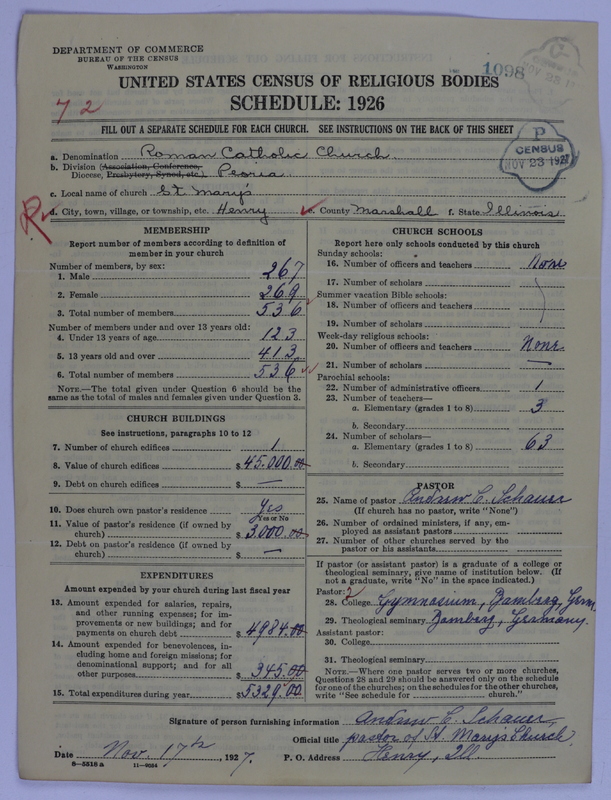 DEPARTMENT OF COMMERCE
BUREAU OF THE CENSUS
WASHINGTON
1098
NOV 23
UNITED STATES CENSUS OF RELIGIOUS BODIES
SCHEDULE: 1926
72
FILL OUT A SEPARATE SCHEDULE FOR EACH CHURCH. SEE INSTRUCTIONS ON THE BACK OF THIS SHEET
P
CENSUS
NOV 23 1927
a. Denomination Roman Catholic Church
b. Division (Association, Conference,
Diocese, Presbytery, Synod, etc.) Peoria
c. Local name of church St. Mary's
R
d. City, town, village, or township, etc. Henry e. County Marshall f. State Illinois
MEMBERSHIP
Report number of members according to definition of
member in your church
Number of members, by sex:
1. Male 267
2. Female 269
3. Total number of members 536
Number of members under and over 13 years old:
4. Under 13 years of age 123
5. 13 years old and over 413
6. Total number of members 536
NOTE.—The total given under Question 6 should be the
same as the total of males and females given under Question 3.
CHURCH BUILDINGS
See instructions, paragraphs 10 to 12
7. Number of church edifices 1
8. Value of church edifices $45.000.00
9. Debt on church edifices $ —
10. Does church own pastor's residence Yes
Yes or No
11. Value of pastor's residence (if owned by
church) $3.000.00
12. Debt on pastor's residence (if owned by
church) $ —
EXPENDITURES
Amount expended by your church during last fiscal year
13. Amount expended for salaries, repairs,
and other running expenses; for im-
provements or new buildings; and for
payments on church debt $4984.00
14. Amount expended for benevolences, in-
cluding home and foreign missions; for
denominational support; and for all
other purposes $345.00
15. Total expenditures during year $5329.00
CHURCH SCHOOLS
Report here only schools conducted by this church
Sunday schools:
16. Number of officers and teachers None
17. Number of scholars
Summer vacation Bible schools:
18. Number of officers and teachers
19. Number of scholars
Week-day religious schools:
20. Number of officers and teachers None
21. Number of scholars —
Parochial schools:
22. Number of administrative officers 1
23. Number of teachers—
a. Elementary (grades 1 to 8) 3
b. Secondary
24. Number of scholars—
a. Elementary (grades 1 to 8) 63
b. Secondary
PASTOR
25. Name of pastor Andrew C. Schauer
(If church has no pastor, write "None")
26. Number of ordained ministers, if any, em-
ployed as assistant pastors
27. Number of other churches served by the
pastor or his assistants
If pastor (or assistant pastor) is a graduate of a college or
theological seminary, give name of institution below. (If
not a graduate, write "No" in the space indicated.)
Pastor: 2
28. College Gymnasium, Bamberg, Germ
29. Theological seminary Bamberg, Germany.
Assistant pastor:
30. College
31. Theological seminary
NOTE.—Where one pastor serves two or more churches,
Questions 28 and 29 should be answered only on the schedule
for one of the churches; on the schedules for the other churches,
write "See schedule for church."
Signature of person furnishing information Andrew C. Schauer
Official title pastor of St. Mary's Church
Date Nov. 17th, 1927. P. O. Address Henry, Ill.
8—5518 a 11—9054